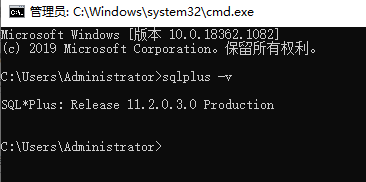 管理员: C:\Windows\system32\cmd.exe
Microsoft Windows [版本 10.0.18362.1082]
(c) 2019 Microsoft Corporation。保留所有权利。
C:\Users\Administrator>sqlplus -v
SQL*Plus: Release 11.2.0.3.0 Production
C:\Users\Administrator>